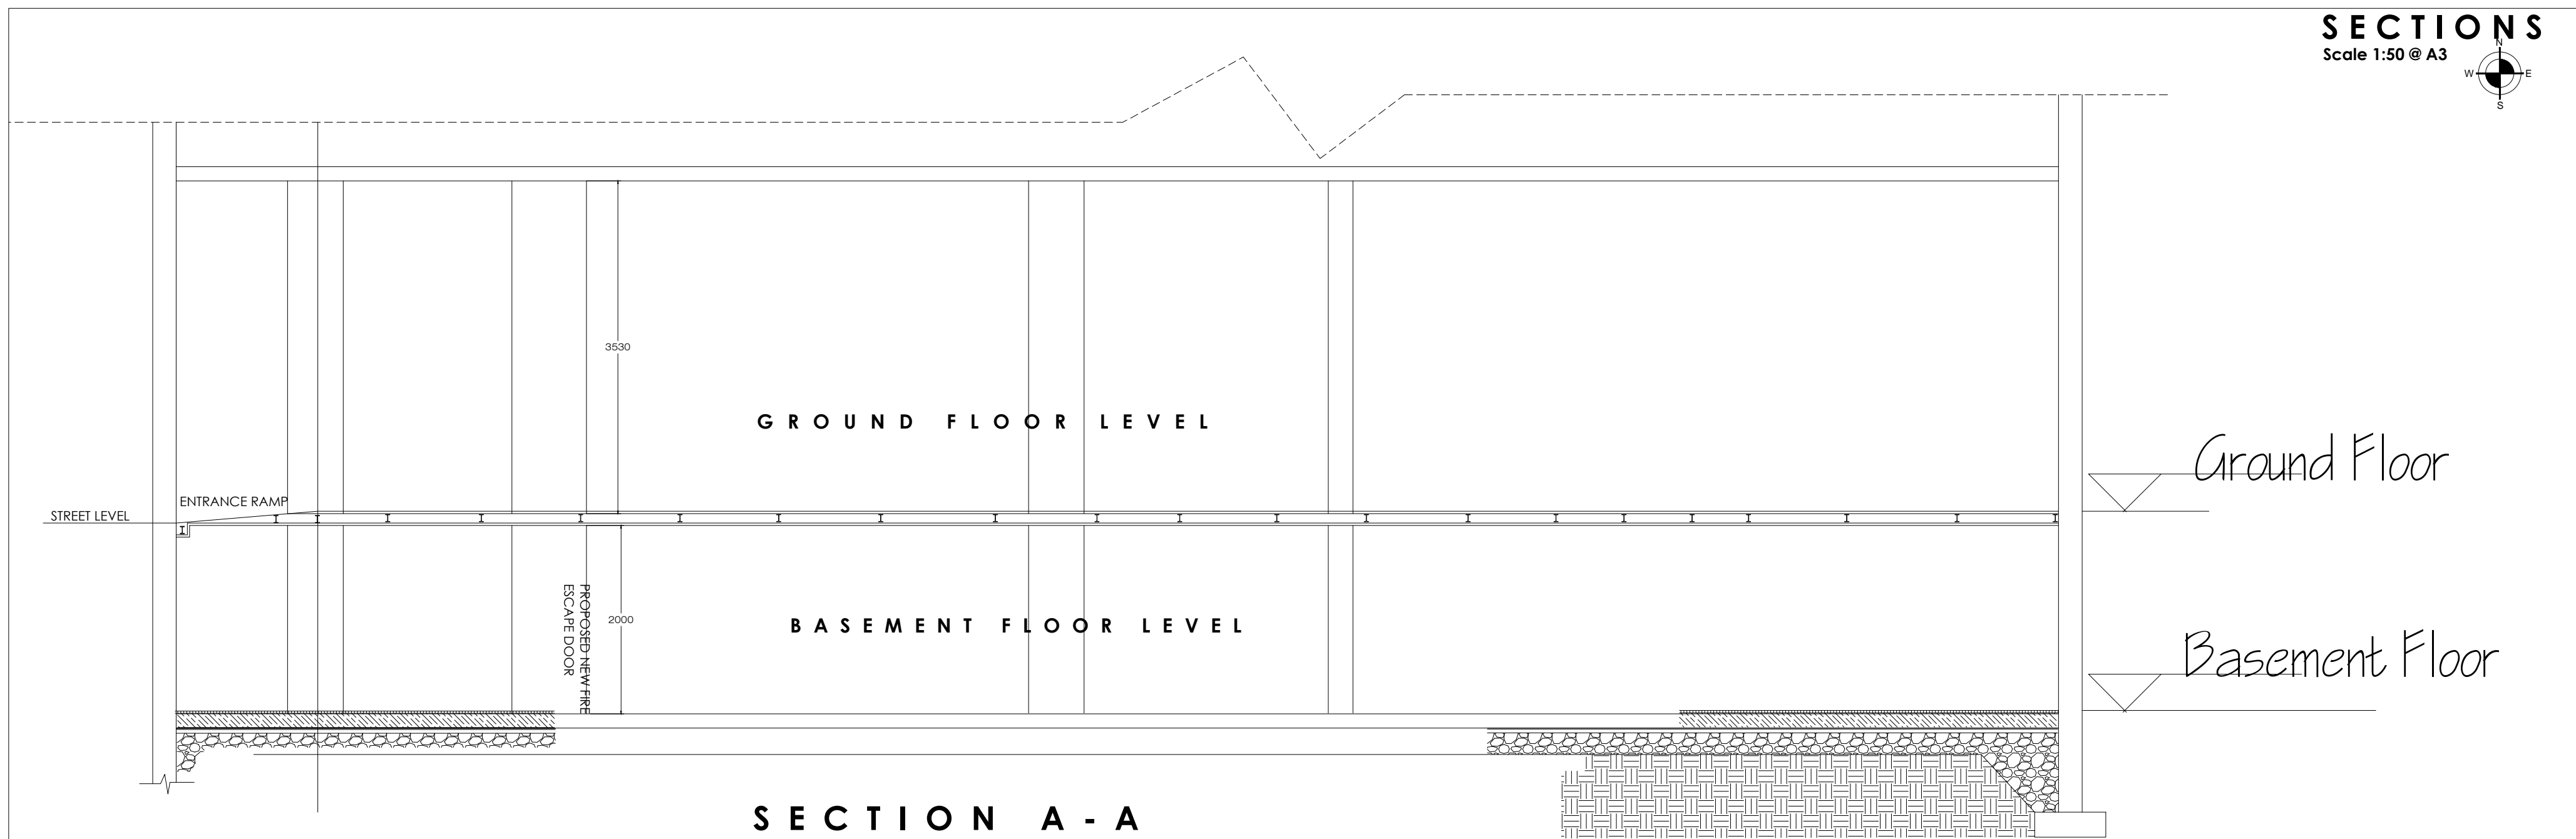 SECTIONS
Scale 1:50 @ A3
N
W E
S
3530
GROUND FLOOR LEVEL
Ground Floor
ENTRANCE RAMP
STREET LEVEL
PROPOSED NEW FIRE
ESCAPE DOOR
2000
BASEMENT FLOOR LEVEL
Basement Floor
SECTION A-A